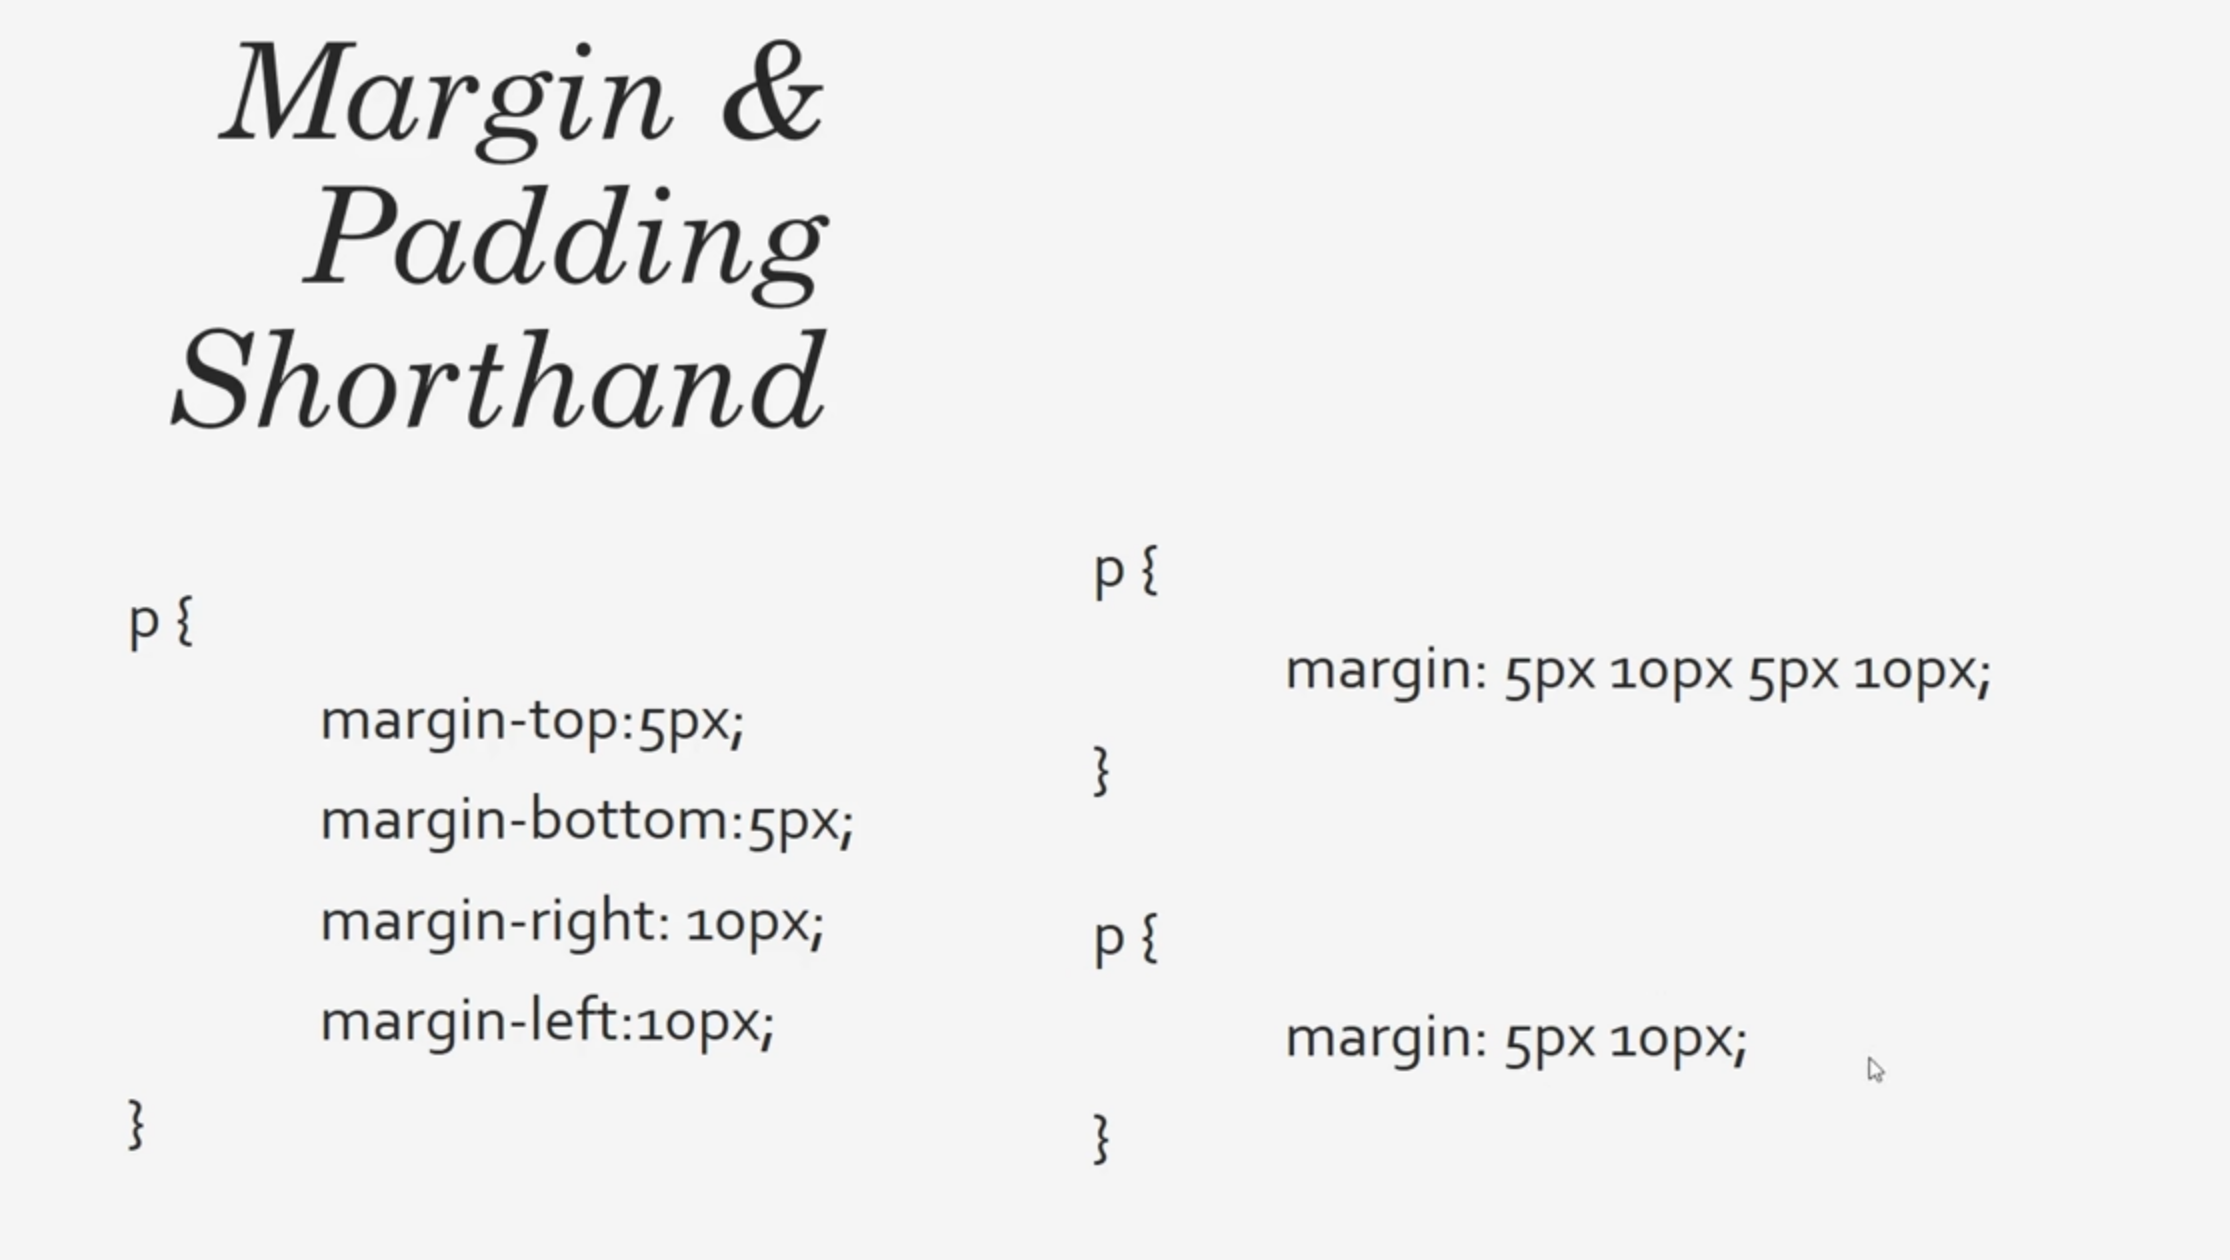 Margin &
Padding
Shorthand
p {
margin-top:5px;
margin-bottom:5px;
margin-right: 10px;
margin-left:10px;
}
p {
margin: 5px 10px 5px 10px;
}
p {
margin: 5px 10px;
}